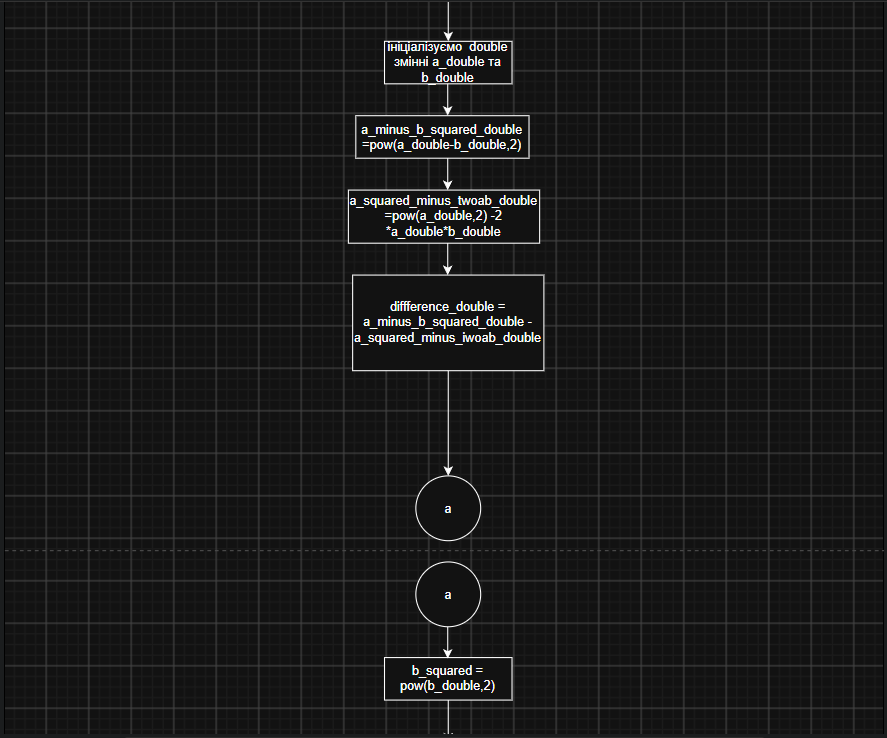 ініціалізуємо double
змінні a_double та
b_double
a_minus_b_squared_double
=pow(a_double-b_double,2)
a_squared_minus_twoab_double
=pow(a_double,2) -2
*a_double*b_double
diffference_double =
a_minus_b_squared_double -
a_squared_minus_iwoab_double
a
a
b_squared =
pow(b_double,2)